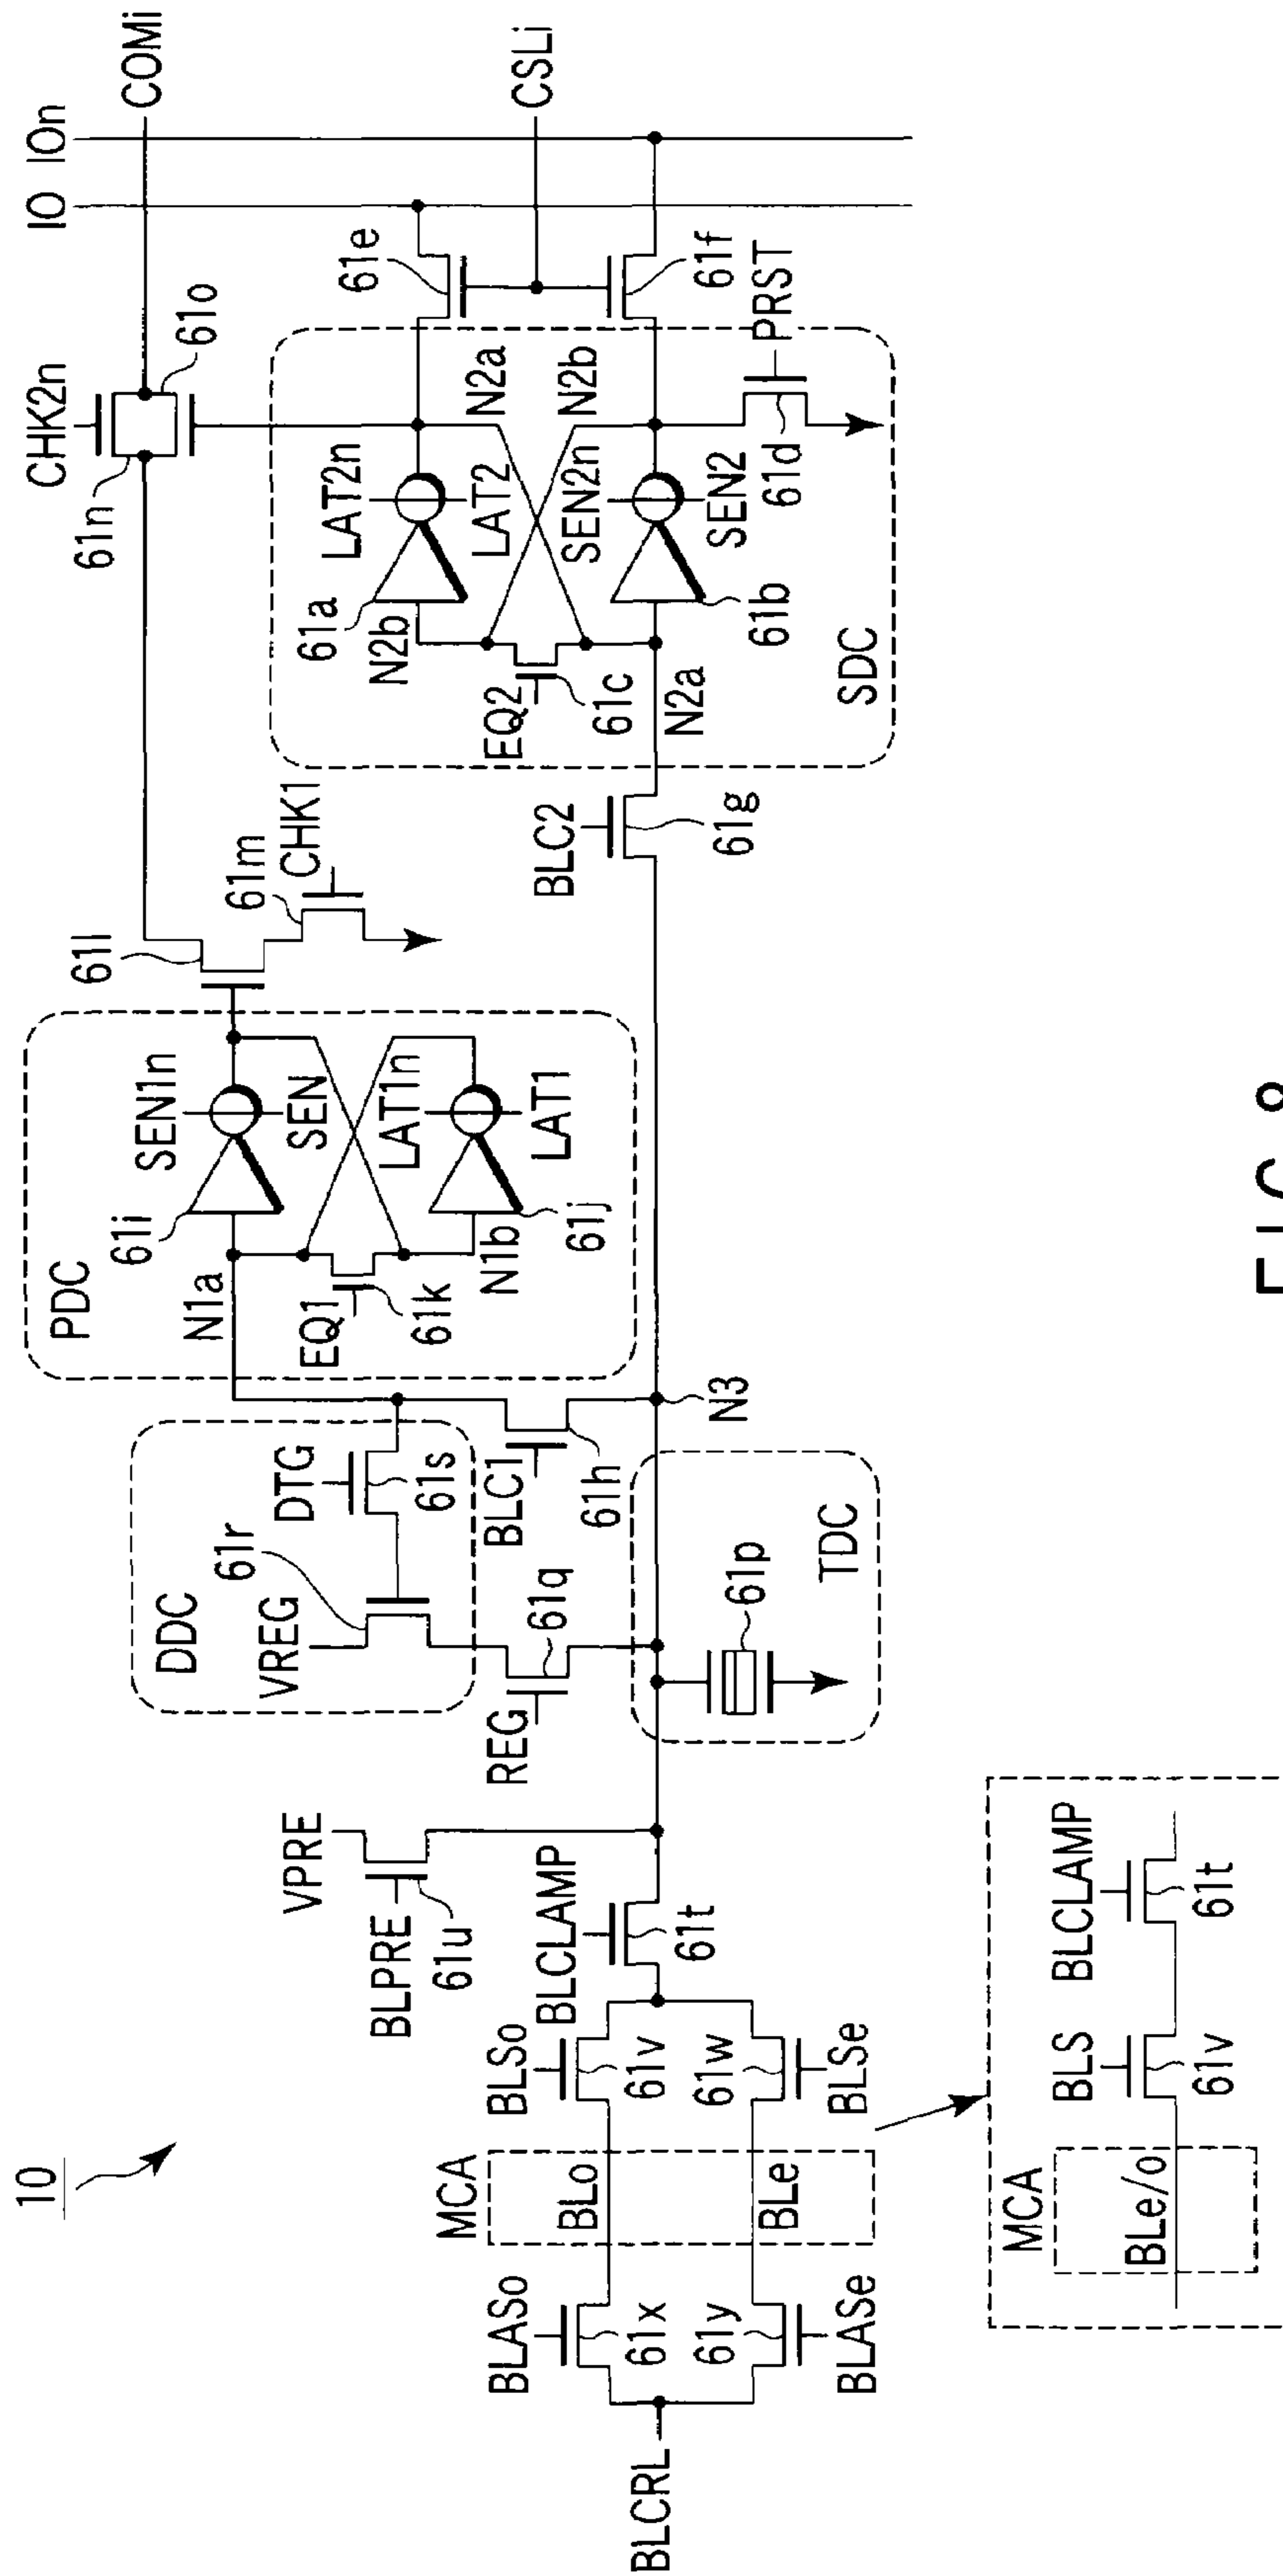 10
IO
IOn
COMi
CHK2n
61n
61o
CSLi
61e
61f
PRST
61d
LAT2n
LAT2
N2a
N2b
SEN2n
SEN2
61a
N2b
61b
EQ2
61c
N2a
SDC
BLC2
61g
61l
61m
CHK1
PDC
SEN1n
SEN
LAT1n
LAT1
61i
N1a
EQ1
61k
N1b
61j
N3
DDC
DTG
61s
61r
VREG
BLC1
61h
REG
61q
TDC
61p
VPRE
BLPRE
61u
BLCLAMP
61t
BLSo
61v
61w
BLSe
MCA
BLo
BLe
BLASo
61x
61y
BLASe
BLCRL
MCA
BLe/o
BLS
61v
BLCLAMP
61t